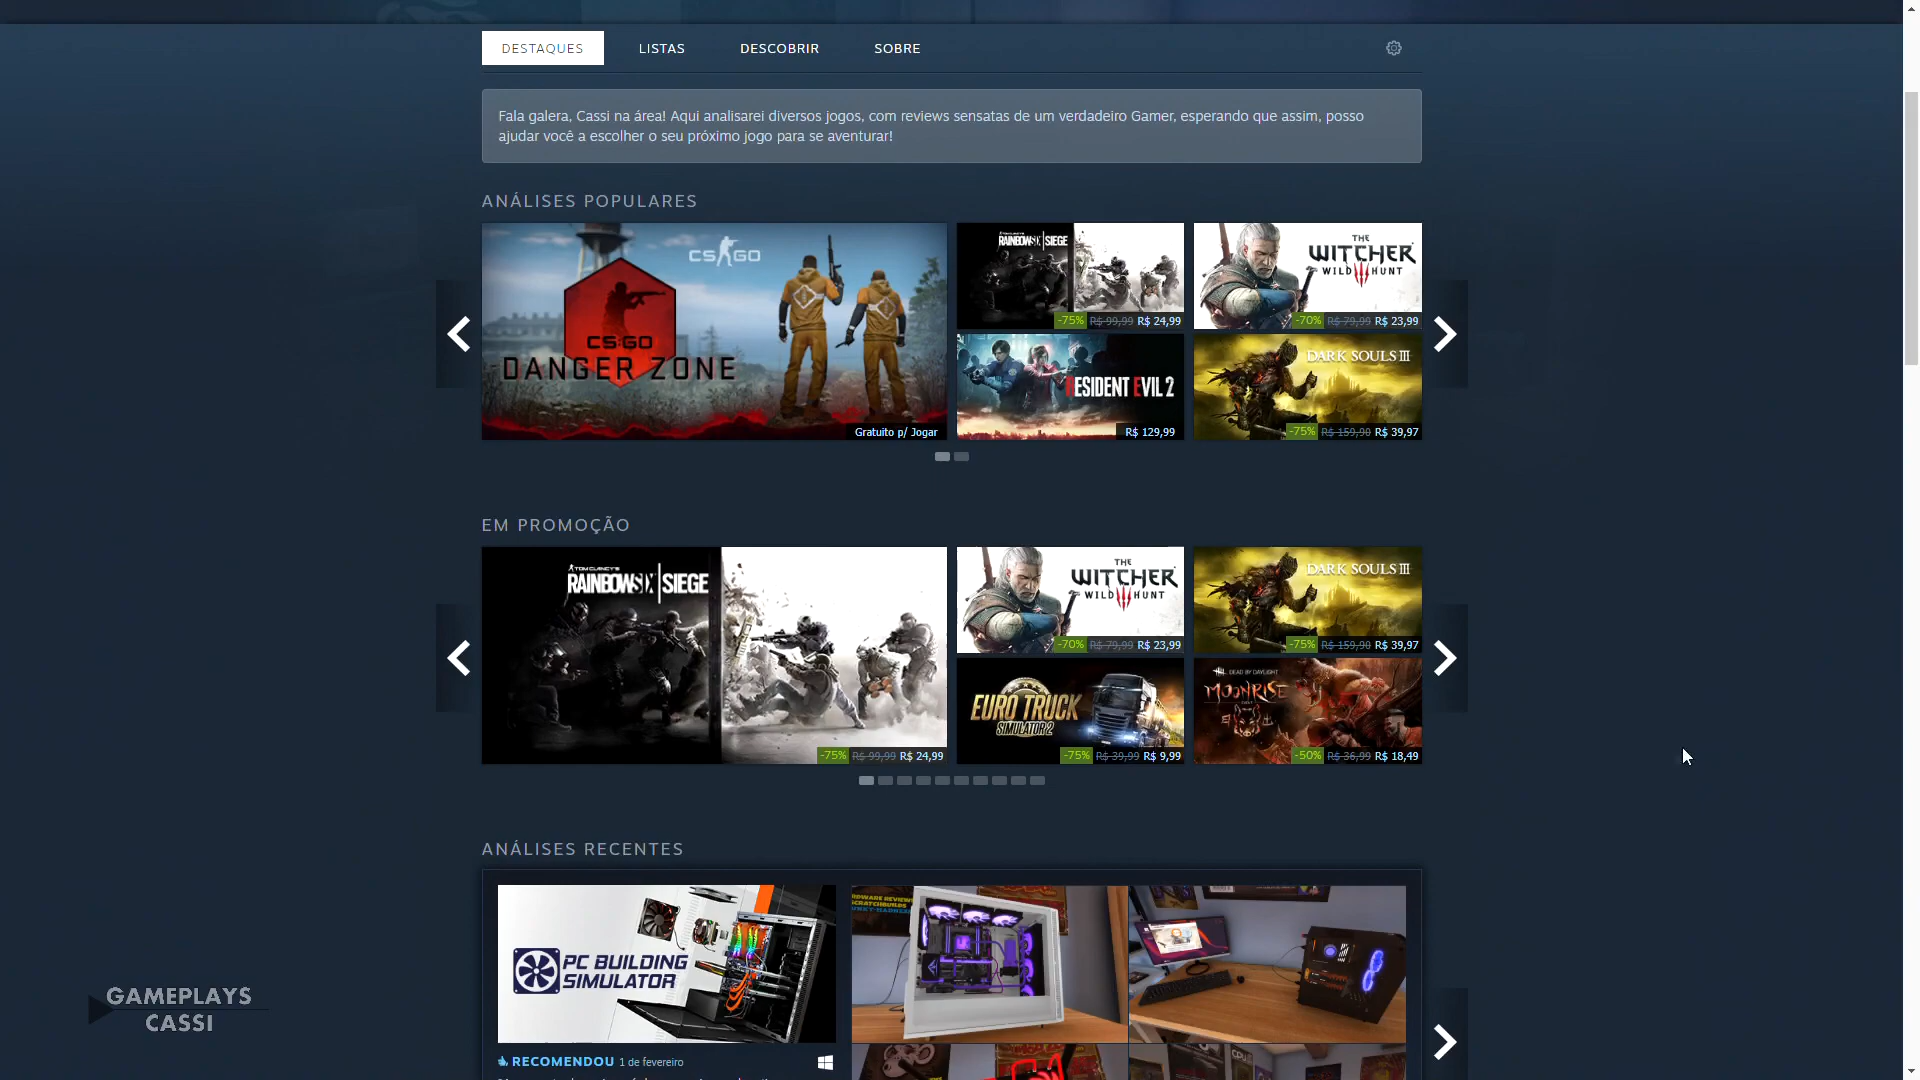 DESTAQUES LISTAS DESCOBRIR SOBRE
Fala galera, Cassi na área! Aqui analisarei diversos jogos, com reviews sensatas de um verdadeiro Gamer, esperando que assim, posso
ajudar você a escolher o seu próximo jogo para se aventurar!
ANÁLISES POPULARES
CS GO
CS:GO
DANGER ZONE
Gratuito p/ Jogar
TOM CLANCY'S
RAINBOW SIX SIEGE
-75% R$ 99,99 R$ 24,99
THE
WITCHER
WILD HUNT
-70% R$ 79,99 R$ 23,99
RESIDENT EVIL 2
R$ 129,99
DARK SOULS III
-75% R$ 159,90 R$ 39,97
EM PROMOÇÃO
TOM CLANCY'S
RAINBOW SIX SIEGE
-75% R$ 99,99 R$ 24,99
THE
WITCHER
WILD HUNT
-70% R$ 79,99 R$ 23,99
DARK SOULS III
-75% R$ 159,90 R$ 39,97
EURO TRUCK
SIMULATOR 2
-75% R$ 39,99 R$ 9,99
DEAD BY DAYLIGHT
MOONRISE
-50% R$ 36,99 R$ 18,49
ANÁLISES RECENTES
PC BUILDING
SIMULATOR
RECOMENDOU 1 de fevereiro
GAMEPLAYS
CASSI